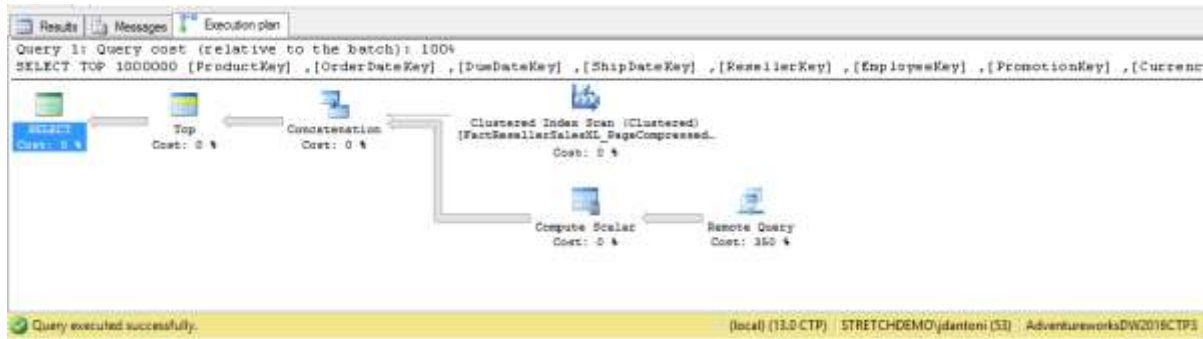 Results Messages Execution plan
Query 1: Query cost (relative to the batch): 100%
SELECT TOP 1000000 [ProductKey] ,[OrderDateKey] ,[DueDateKey] ,[ShipDateKey] ,[ResellerKey] ,[EmployeeKey] ,[PromotionKey] ,[Currenc
SELECT
Cost: 0 %
Top
Cost: 0 %
Concatenation
Cost: 0 %
Clustered Index Scan (Clustered)
[FactResellerSalesXL_PageCompressed…
Cost: 0 %
Compute Scalar
Cost: 0 %
Remote Query
Cost: 350 %
Query executed successfully.
(local) (13.0 CTP) STRETCHDEMO\jdantoni (53) AdventureworksDW2016CTP3